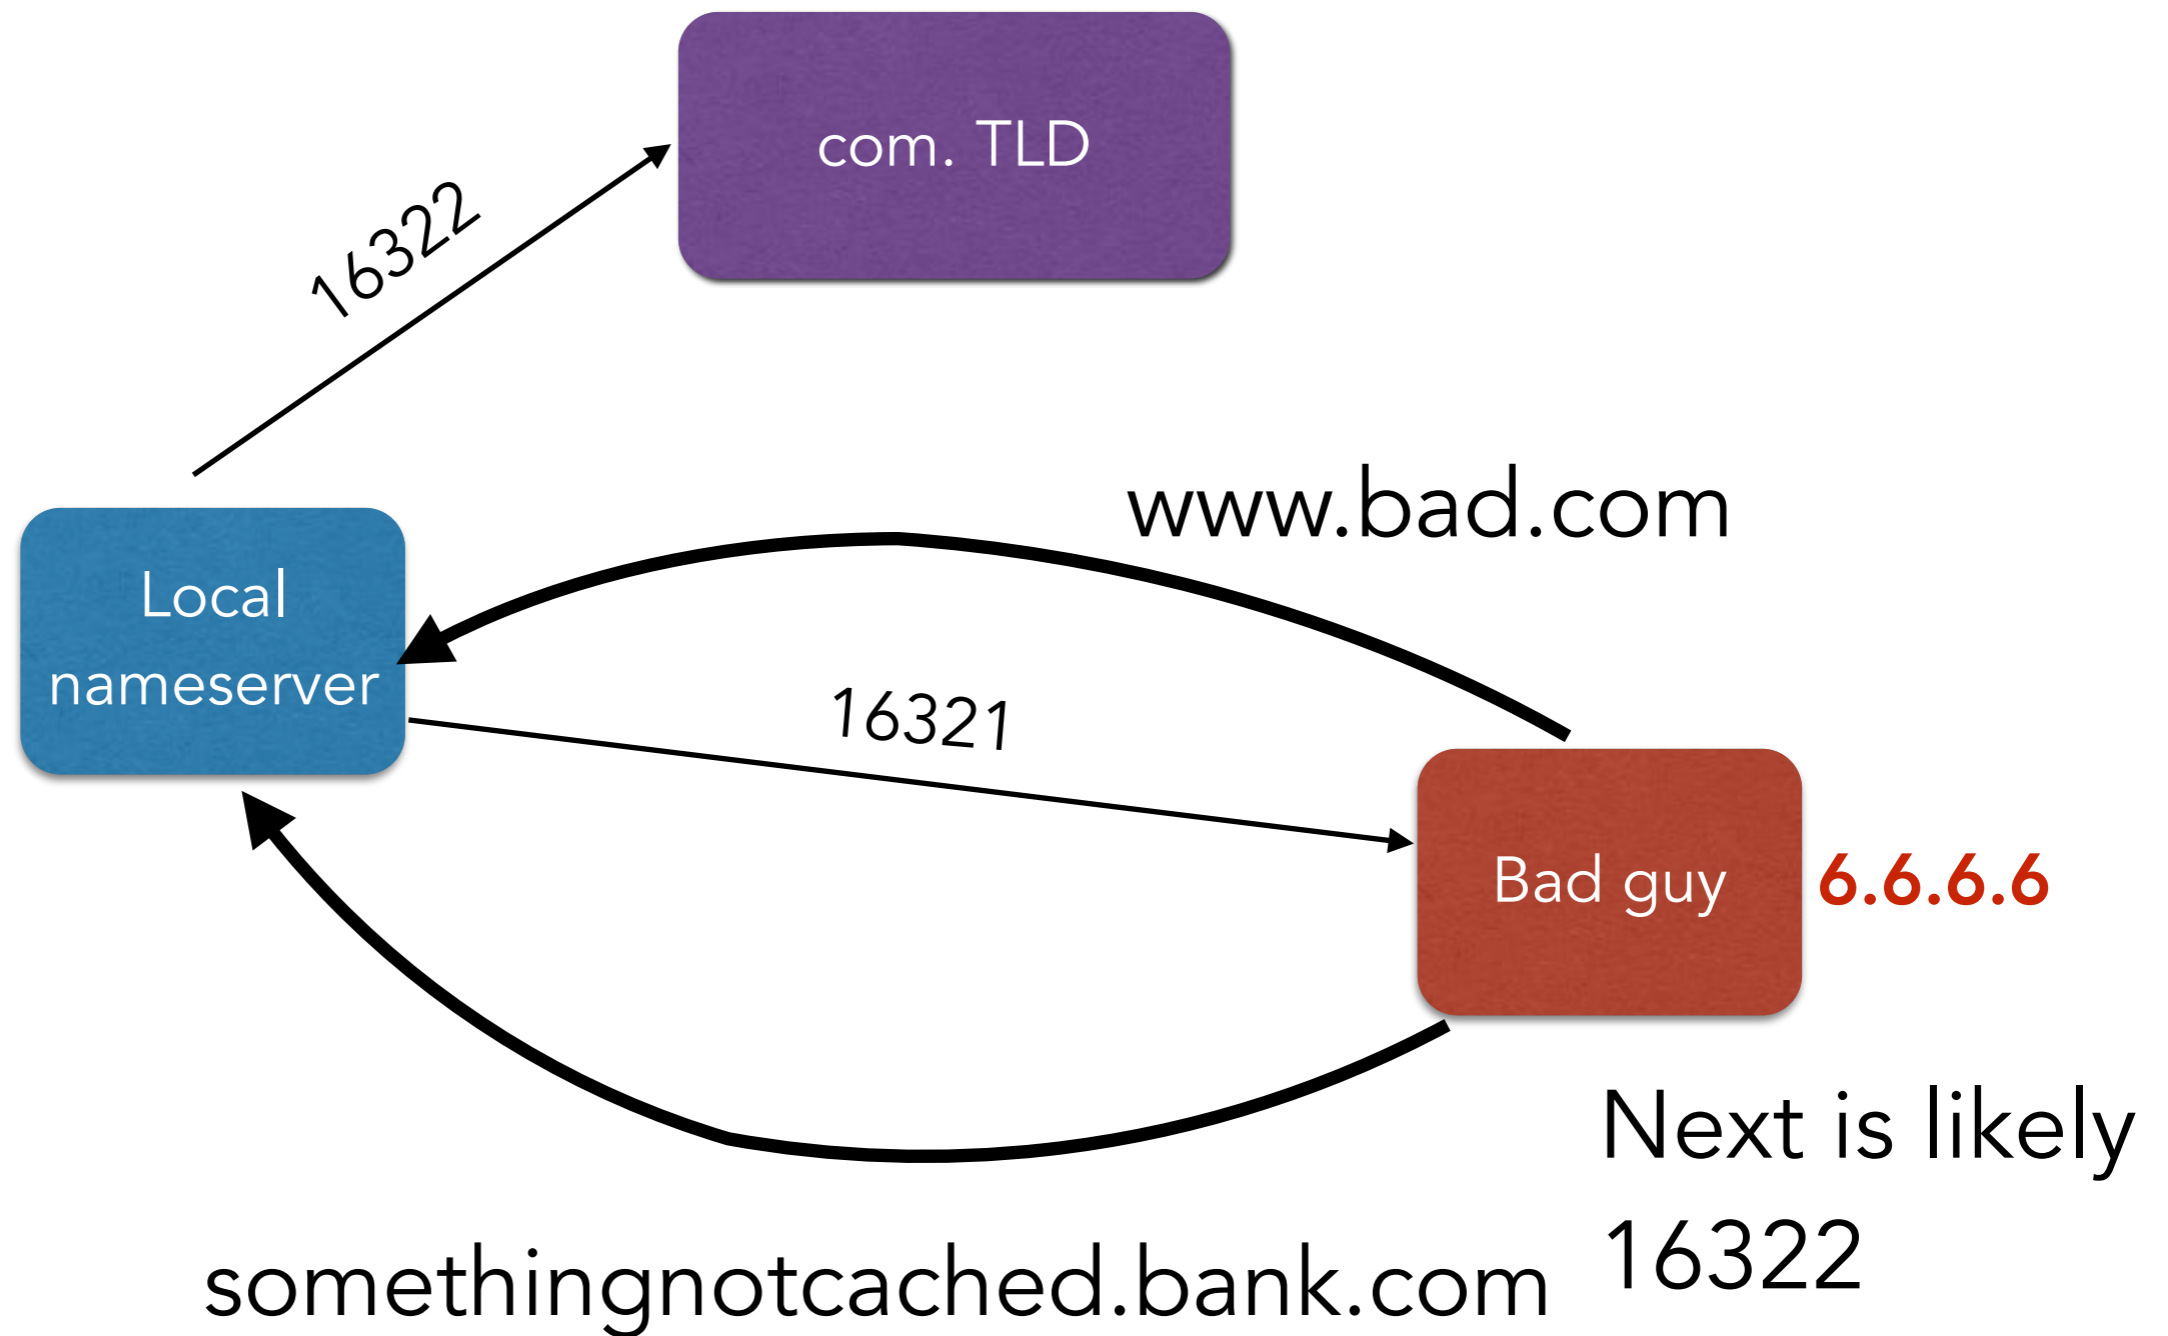 com. TLD
16322
www.bad.com
Local
nameserver
16321
Bad guy
6.6.6.6
Next is likely
16322
somethingnotcached.bank.com